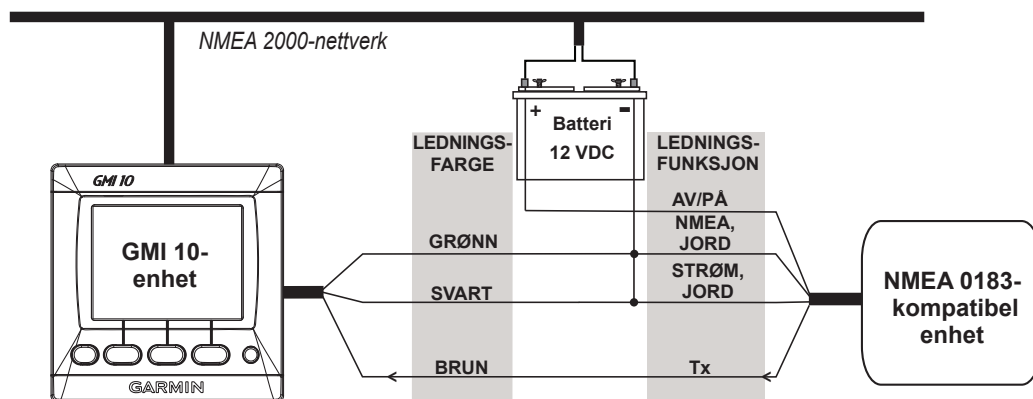 NMEA 2000-nettverk
+
-
Batteri
12 VDC
LEDNINGS-
FARGE
LEDNINGS-
FUNKSJON
GMI 10
GMI 10-
enhet
GARMIN
AV/PÅ
GRØNN
NMEA,
JORD
SVART
STRØM,
JORD
BRUN
Tx
NMEA 0183-
kompatibel
enhet